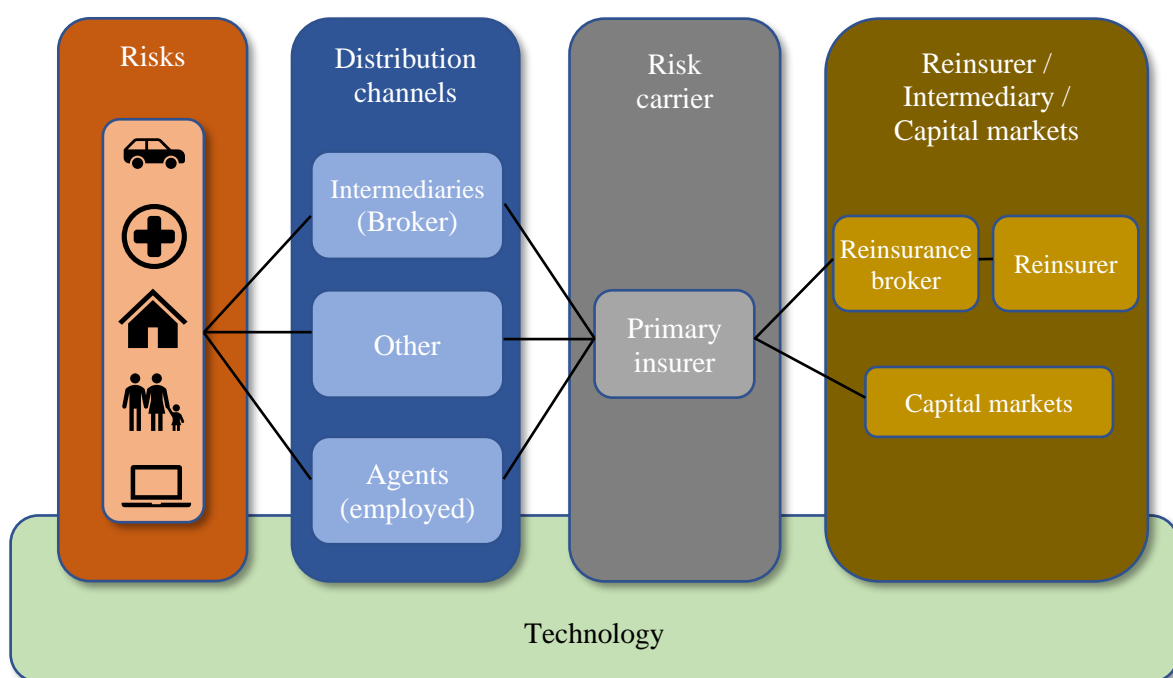 Risks
Distribution
channels
Intermediaries
(Broker)
Other
Agents
(employed)
Risk
carrier
Primary
insurer
Reinsurer /
Intermediary /
Capital markets
Reinsurance
broker
Reinsurer
Capital markets
Technology